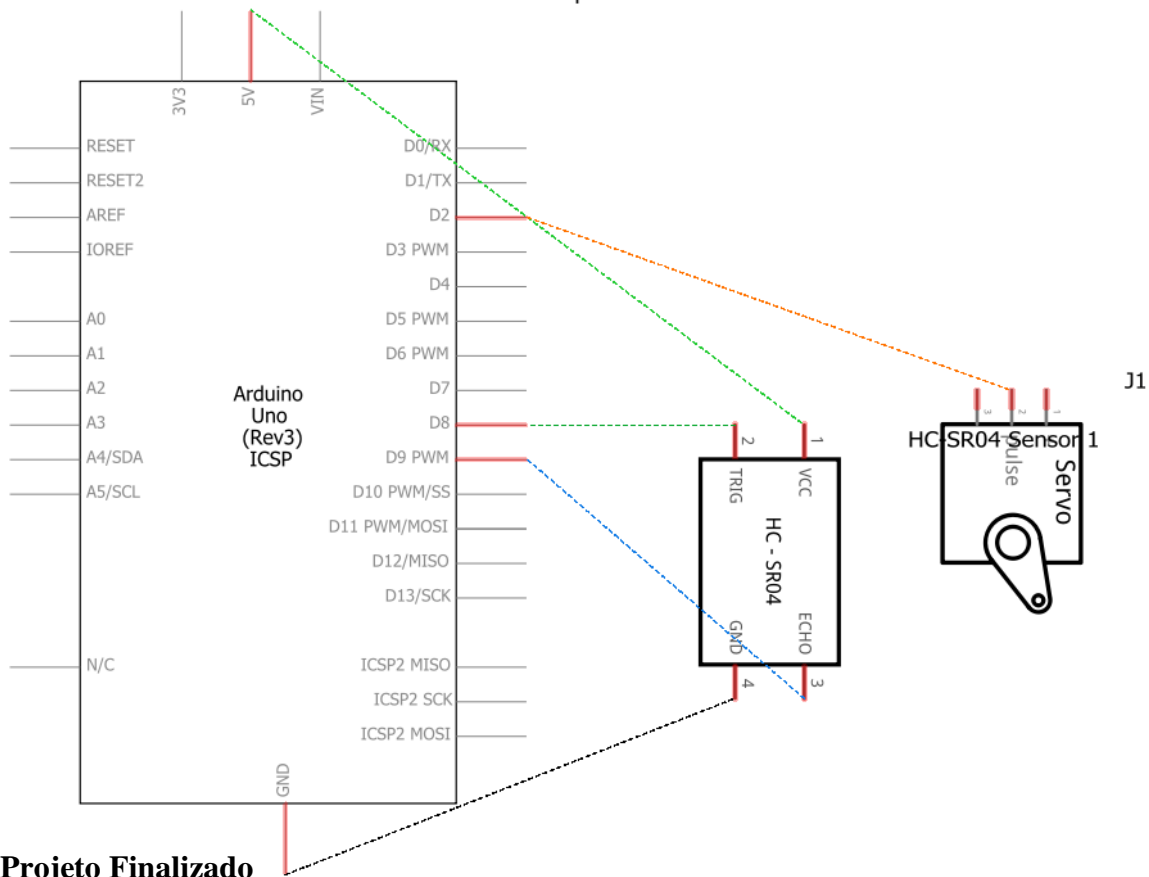 3V3
5V
VIN
RESET
RESET2
AREF
IOREF
A0
A1
A2
A3
A4/SDA
A5/SCL
N/C
Arduino
Uno
(Rev3)
ICSP
D0/RX
D1/TX
D2
D3 PWM
D4
D5 PWM
D6 PWM
D7
D8
D9 PWM
D10 PWM/SS
D11 PWM/MOSI
D12/MISO
D13/SCK
ICSP2 MISO
ICSP2 SCK
ICSP2 MOSI
GND
2
1
TRIG
VCC
HC - SR04
GND
ECHO
4
3
J1
3
2
1
HC-SR04 Sensor 1
pulse
Servo
Projeto Finalizado